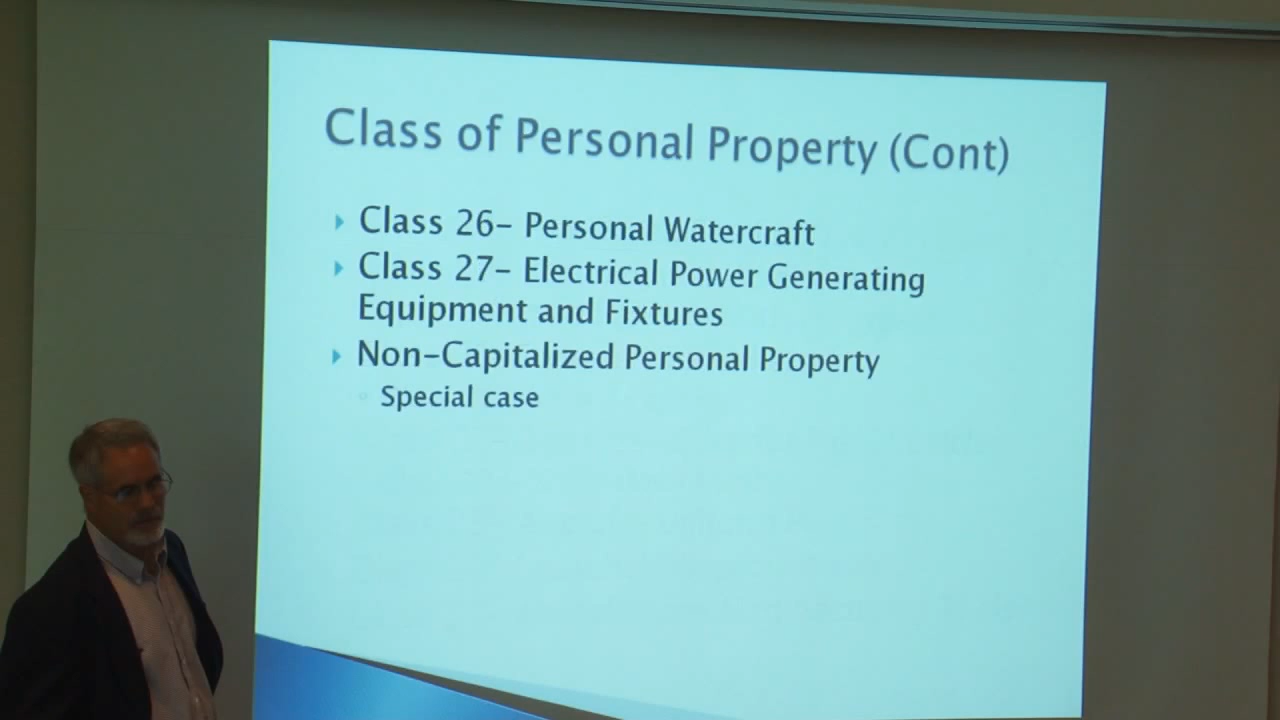 Class of Personal Property (Cont)
Class 26– Personal Watercraft
Class 27– Electrical Power Generating
Equipment and Fixtures
Non–Capitalized Personal Property
Special case